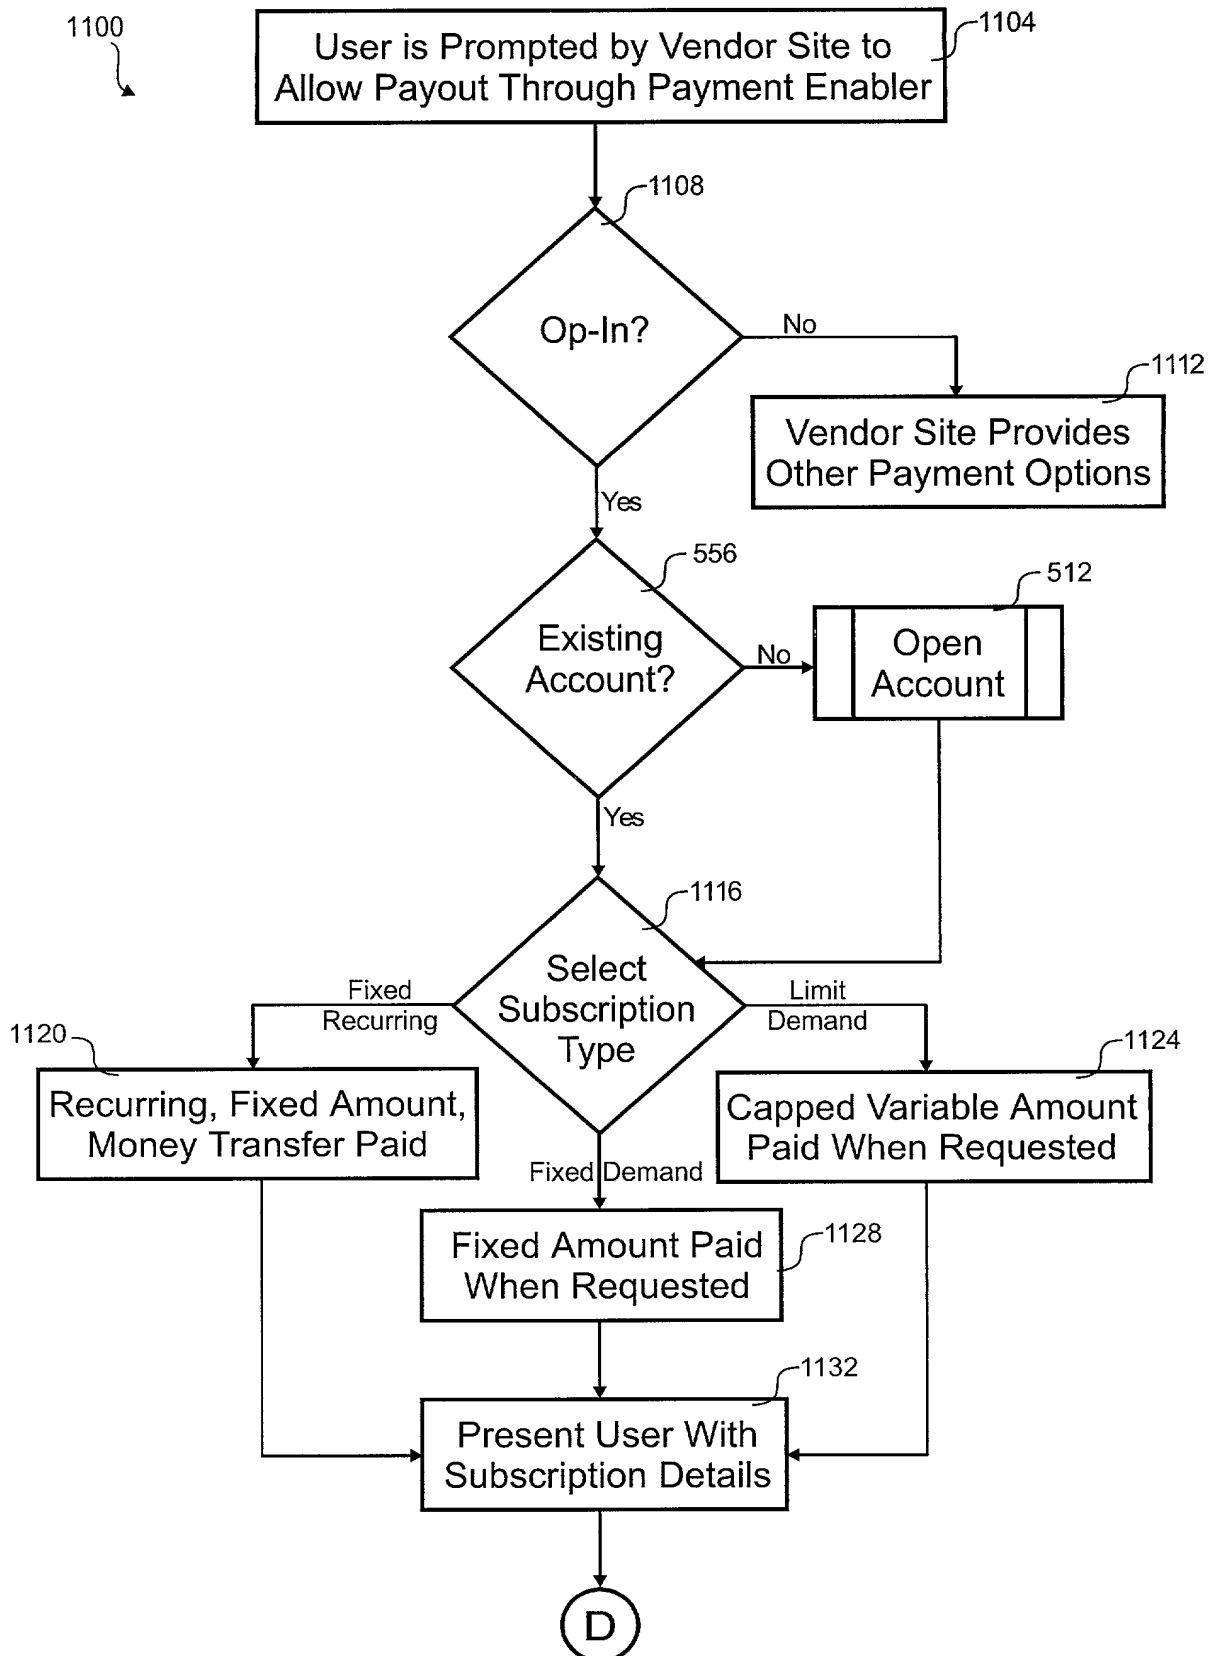 1100
1104
User is Prompted by Vendor Site to
Allow Payout Through Payment Enabler
1108
Op-In?
No
1112
Vendor Site Provides
Other Payment Options
Yes
556
512
Existing
Account?
No
Open
Account
Yes
1116
Select
Subscription
Type
Fixed
Recurring
Limit
Demand
1120
1124
Recurring, Fixed Amount,
Money Transfer Paid
Capped Variable Amount
Paid When Requested
Fixed Demand
1128
Fixed Amount Paid
When Requested
1132
Present User With
Subscription Details
D